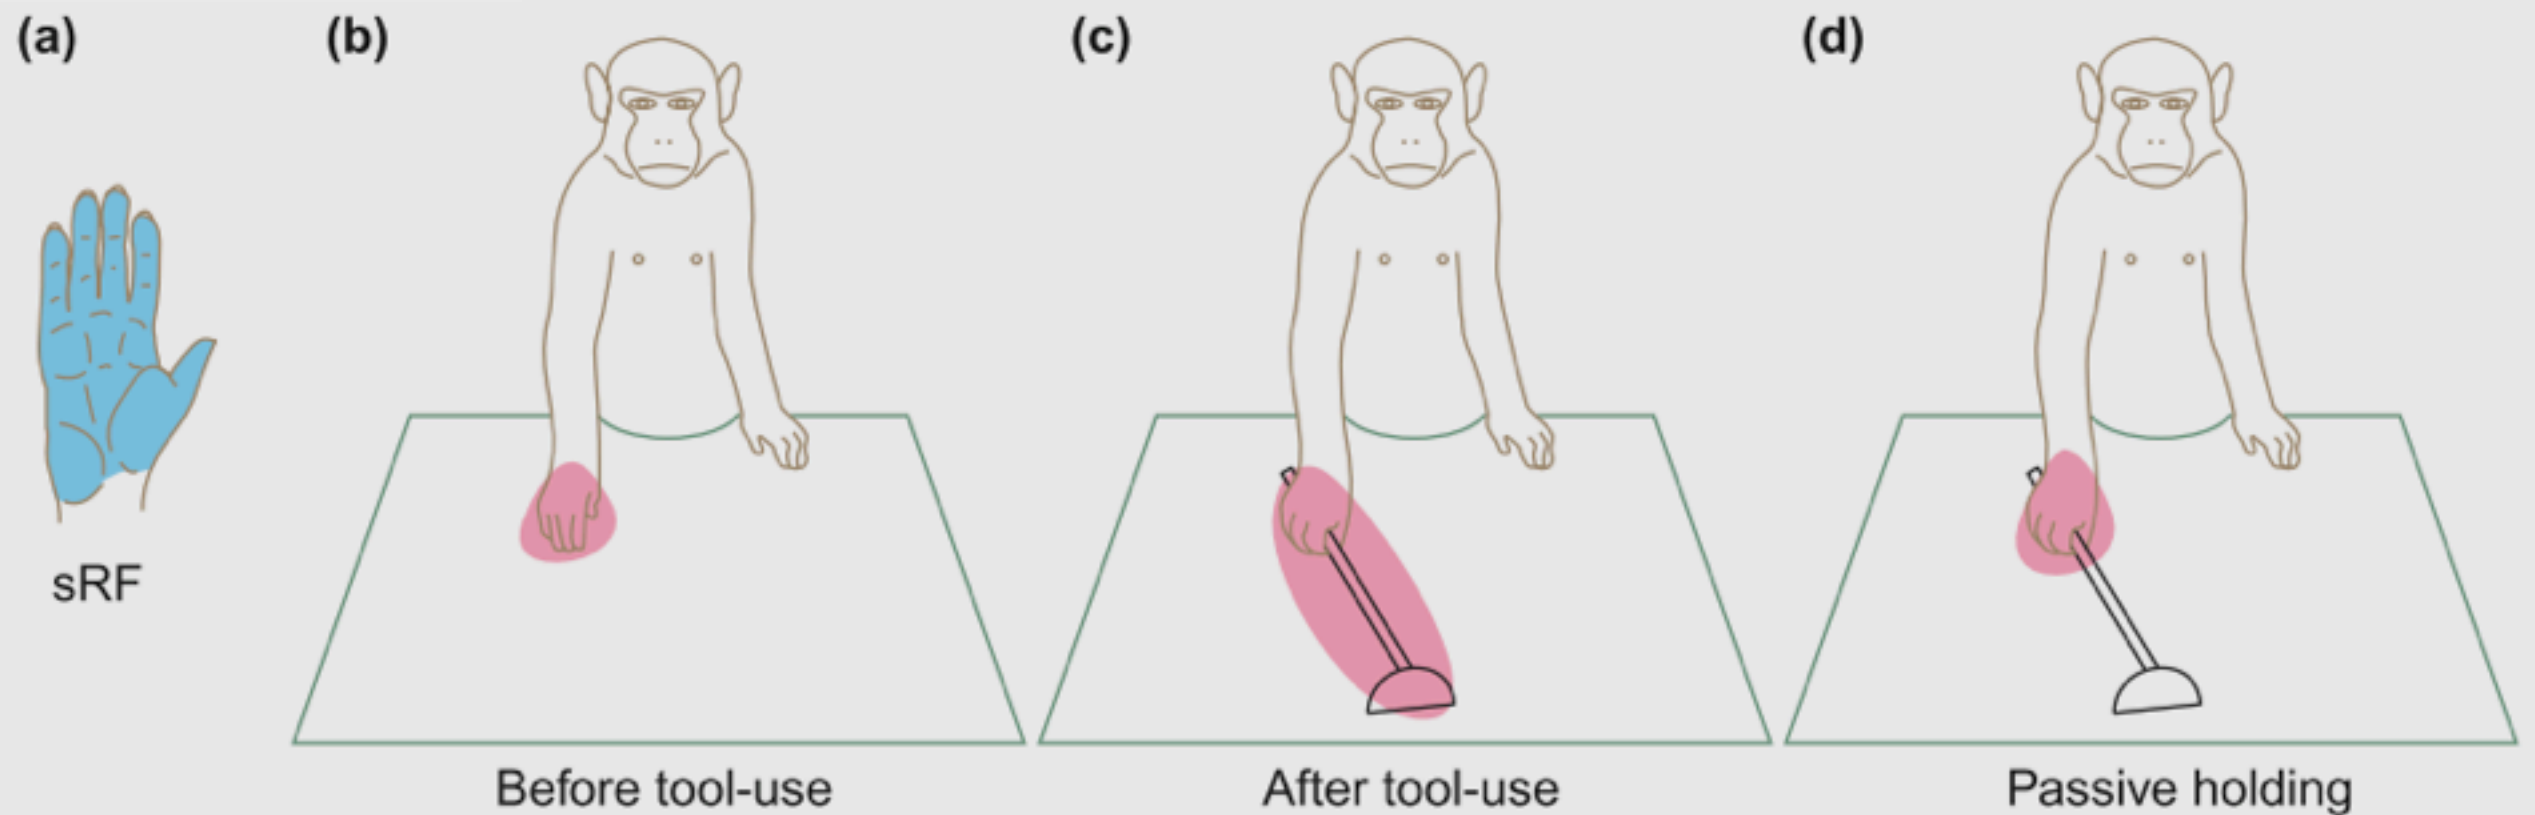 (a)
(b)
(c)
(d)
sRF
Before tool-use
After tool-use
Passive holding